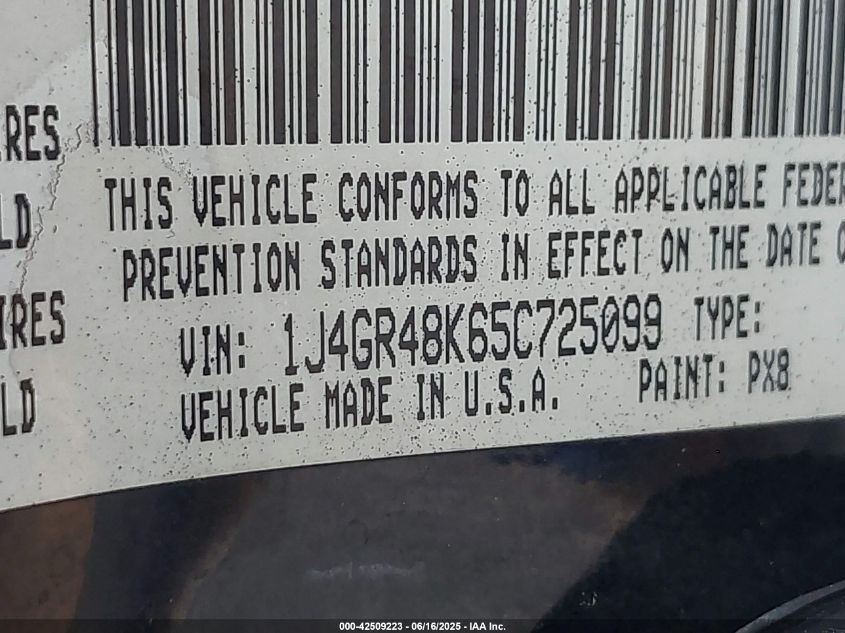 RES
LD
THIS VEHICLE CONFORMS TO ALL APPLICABLE FEDER
PREVENTION STANDARDS IN EFFECT ON THE DATE O
IRES
VIN: 1J4GR48K65C725099 TYPE:
LD
VEHICLE MADE IN U.S.A. PAINT: PX8
000-42509223 - 06/16/2025 - IAA Inc.